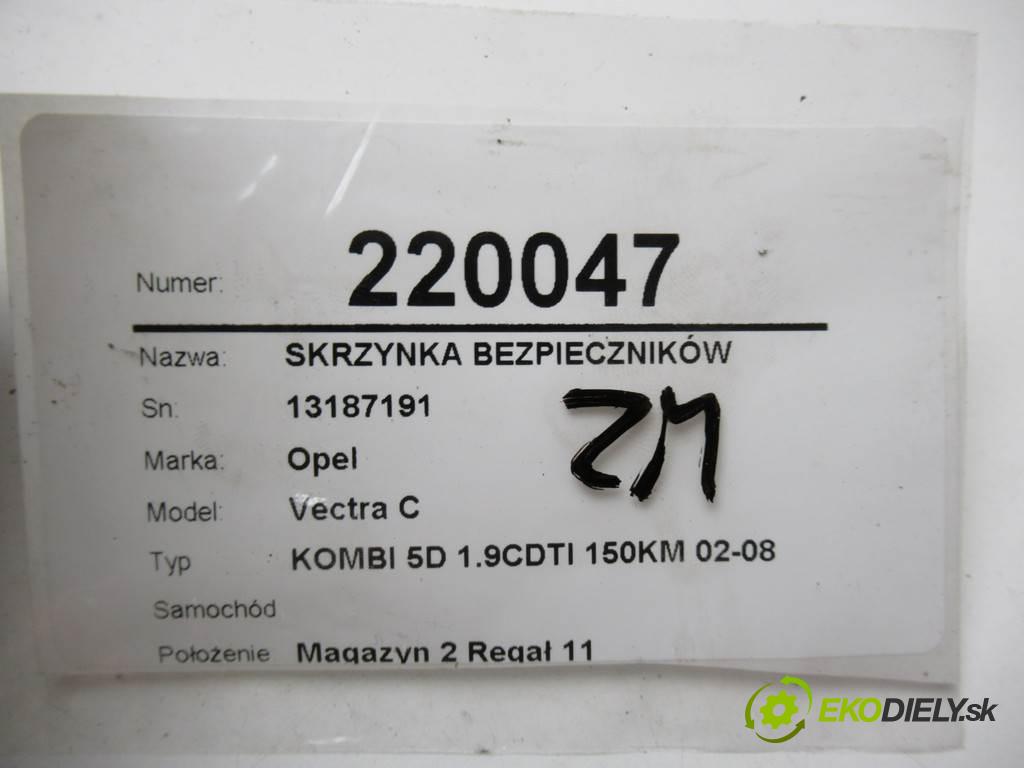 Numer: 220047
Nazwa: SKRZYNKA BEZPIECZNIKÓW
Sn: 13187191
ZM
Marka: Opel
Model: Vectra C
Typ KOMBI 5D 1.9CDTI 150KM 02-08
Samochód
Położenie Magazyn 2 Regał 11
EKODIELY.sk